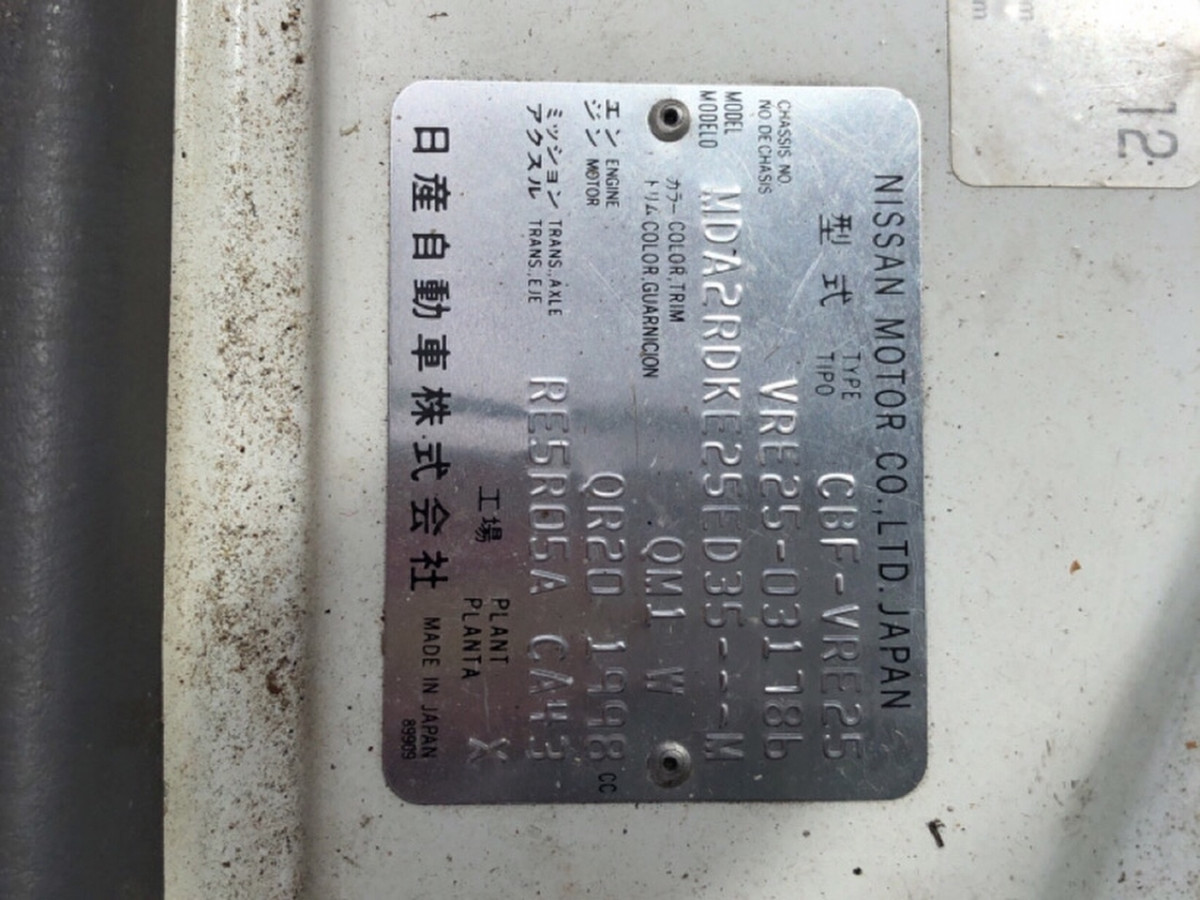 NISSAN MOTOR CO., LTD. JAPAN
型式 TYPE TIPO CBF-VRE25
CHASSIS NO. NO. DE CHASIS VRE25-031786
MODEL MODELO MDA2RDKE25ED35---M
カラー COLOR, TRIM
トリム COLOR, GUARNICION QM1 W
エンジン ENGINE MOTOR QR20 1998 CC
ミッション TRANS., AXLE
アクスル TRANS., EJE RE5R05A CA43
工場 PLANT PLANTA X
日産自動車株式会社 MADE IN JAPAN
89909
12